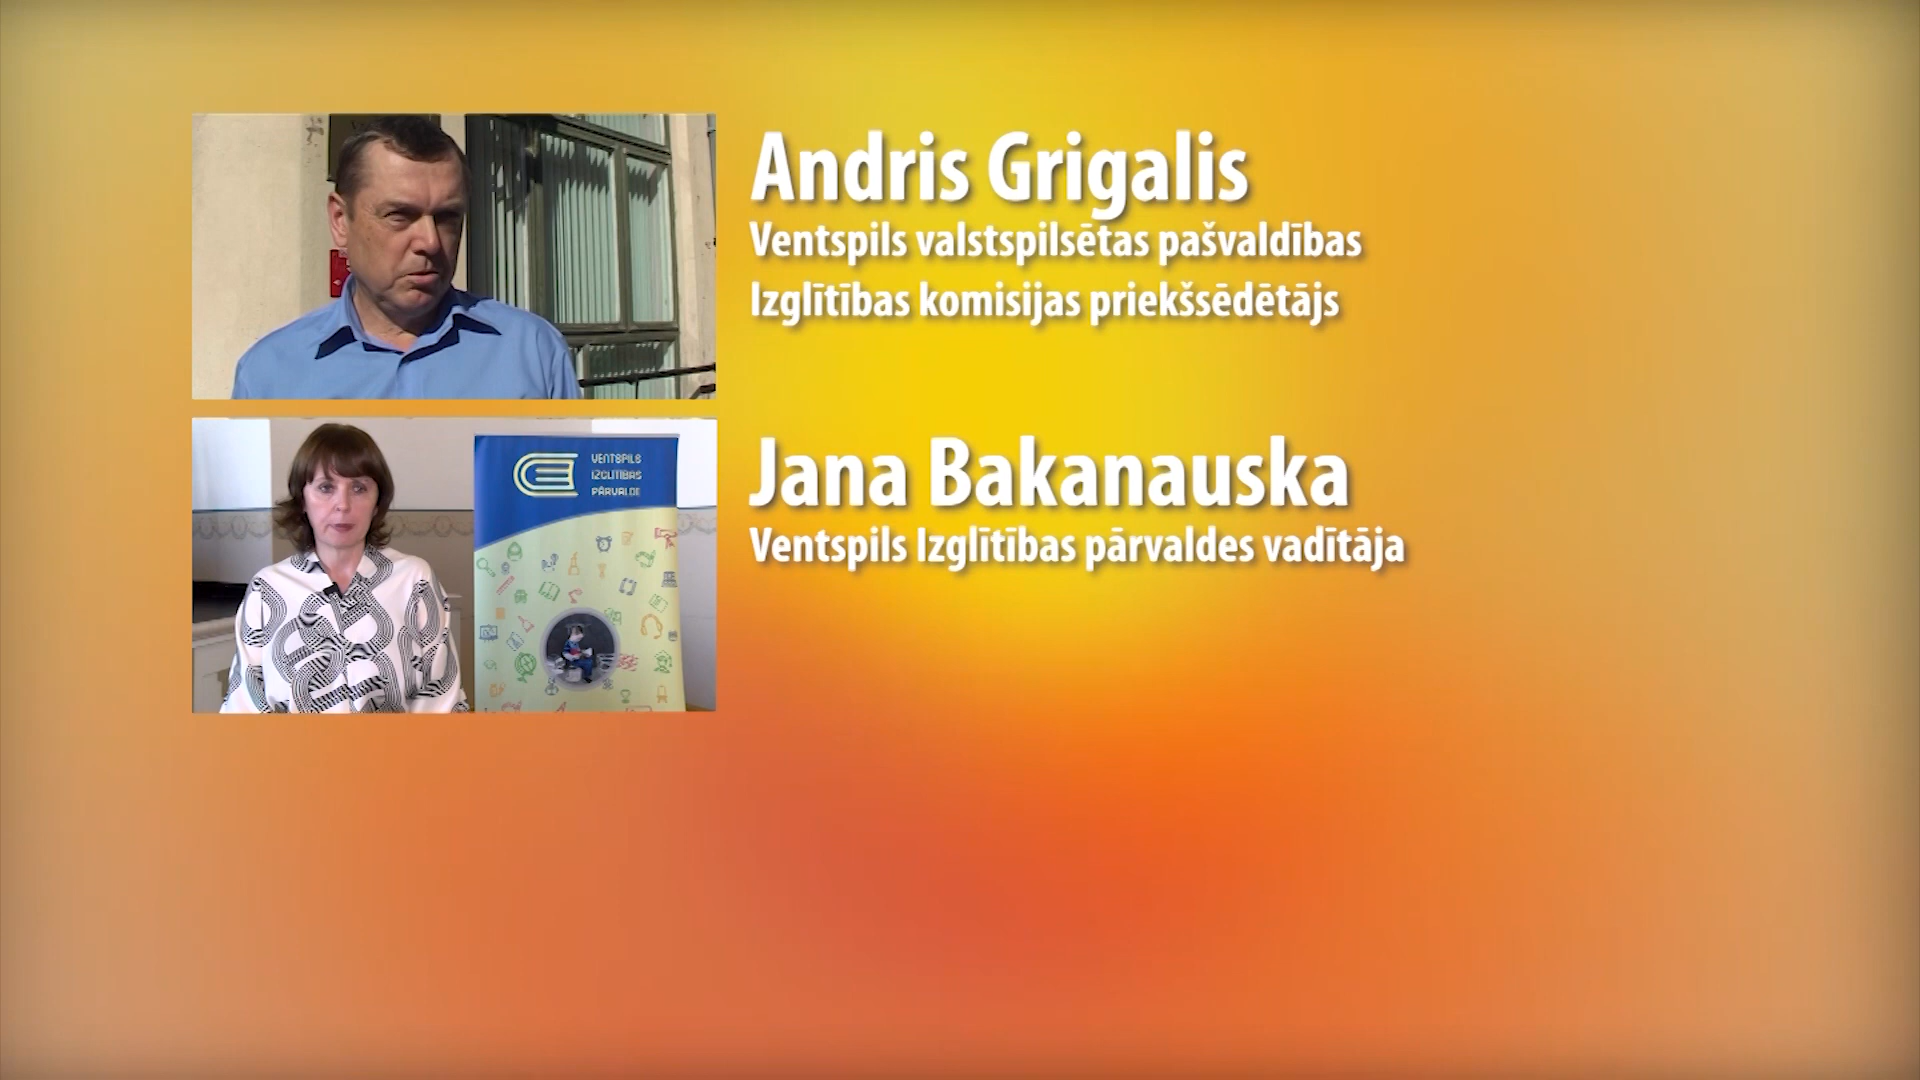 Andris Grigalis
Ventspils valstspilsētas pašvaldības
Izglītības komisijas priekšsēdētājs
Jana Bakanauska
Ventspils Izglītības pārvaldes vadītāja
VENTSPILS
IZGLĪTĪBAS
PĀRVALDE